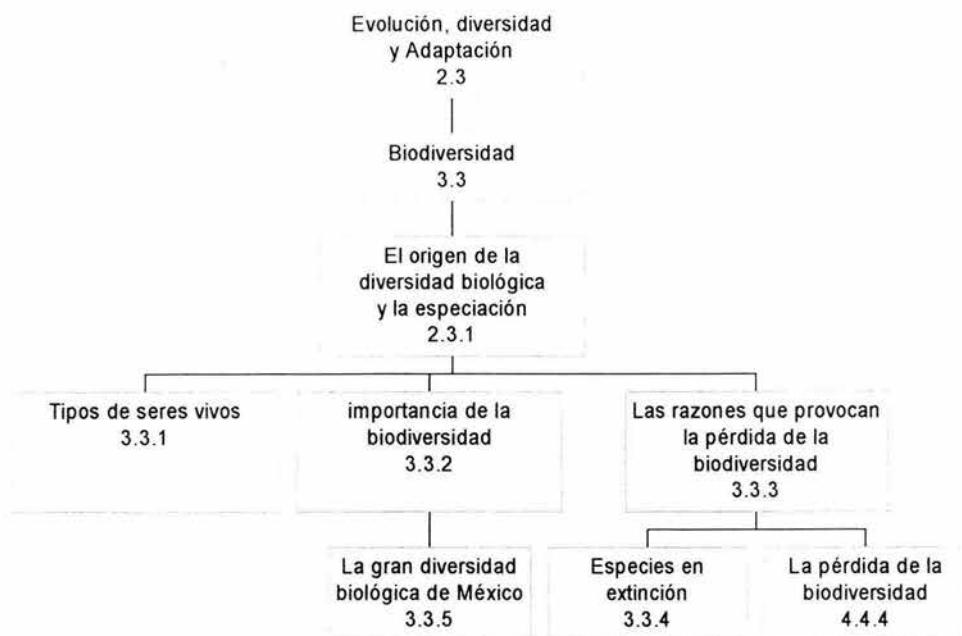 Evolución, diversidad
y Adaptación
2.3
Biodiversidad
3.3
El origen de la
diversidad biológica
y la especiación
2.3.1
Tipos de seres vivos
3.3.1
importancia de la
biodiversidad
3.3.2
Las razones que provocan
la pérdida de la
biodiversidad
3.3.3
La gran diversidad
biológica de México
3.3.5
Especies en
extinción
3.3.4
La pérdida de la
biodiversidad
4.4.4